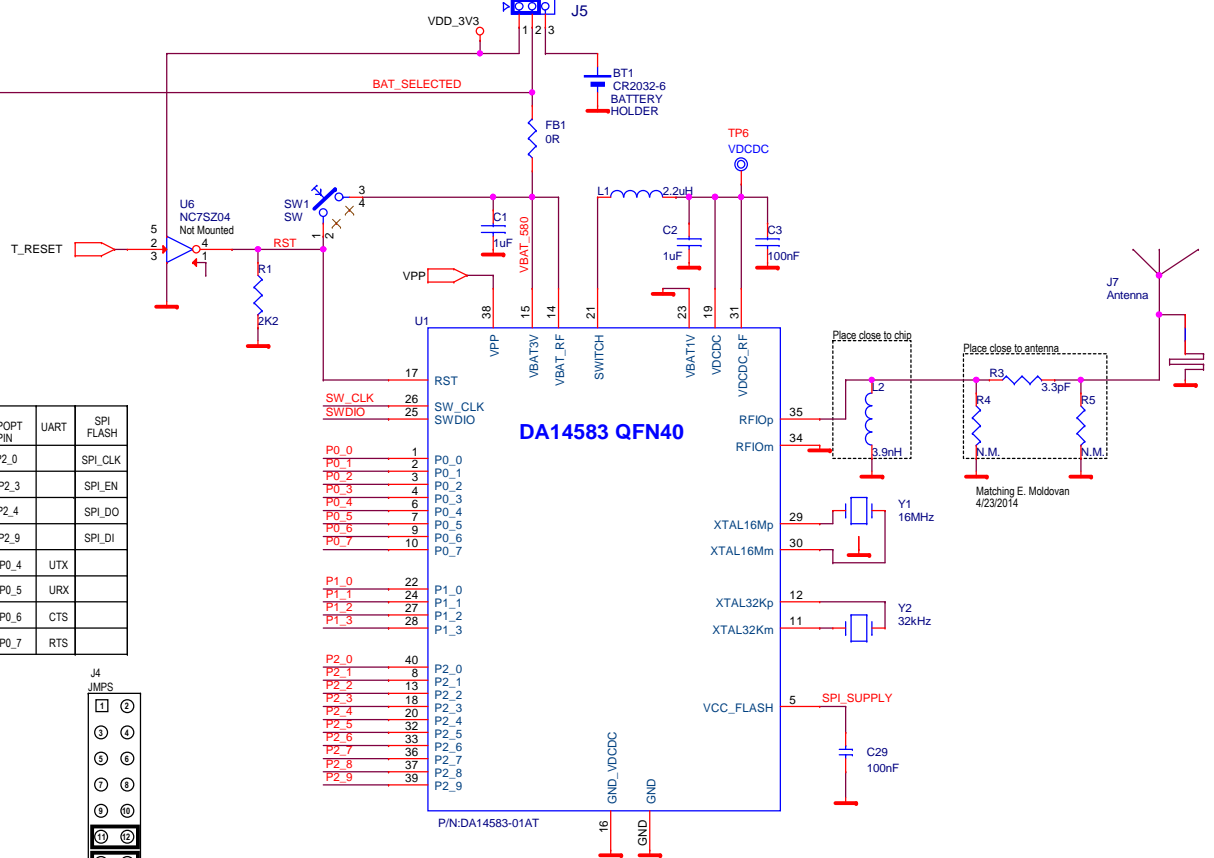 J5
VDD_3V3
1 2 3
BT1
CR2032-6
BATTERY
HOLDER
BAT_SELECTED
FB1
0R
TP6
VDCDC
L1
2.2uH
U6
NC7SZ04
Not Mounted
SW1
SW
3
4
1
2
C1
1uF
VBAT_580
C2
1uF
C3
100nF
T_RESET
5
2
3
4
1
RST
R1
2K2
VPP
J7
Antenna
U1
38
15
14
21
23
19
31
VPP
VBAT3V
VBAT_RF
SWITCH
VBAT1V
VDCDC
VDCDC_RF
Place close to chip
Place close to antenna
17 RST
SW_CLK 26 SW_CLK
SWDIO 25 SWDIO
DA14583 QFN40
RFIOp 35
RFIOm 34
L2
3.9nH
R3
3.3pF
R4
N.M.
R5
N.M.
Matching E. Moldovan
4/23/2014
P0_0 1 P0_0
P0_1 2 P0_1
P0_2 3 P0_2
P0_3 4 P0_3
P0_4 6 P0_4
P0_5 7 P0_5
P0_6 9 P0_6
P0_7 10 P0_7
XTAL16Mp 29
XTAL16Mm 30
Y1
16MHz
P1_0 22 P1_0
P1_1 24 P1_1
P1_2 27 P1_2
P1_3 28 P1_3
XTAL32Kp 12
XTAL32Km 11
Y2
32kHz
P2_0 40 P2_0
P2_1 8 P2_1
P2_2 13 P2_2
P2_3 18 P2_3
P2_4 20 P2_4
P2_5 32 P2_5
P2_6 33 P2_6
P2_7 36 P2_7
P2_8 37 P2_8
P2_9 39 P2_9
VCC_FLASH 5 SPI_SUPPLY
C29
100nF
GND_VDCDC
GND
16
GND
P/N:DA14583-01AT
UART
SPI
FLASH
P2_0 SPI_CLK
P2_3 SPI_EN
P2_4 SPI_DO
P2_9 SPI_DI
P0_4 UTX
P0_5 URX
P0_6 CTS
P0_7 RTS
J4
JMPS
1 2
3 4
5 6
7 8
9 10
11 12